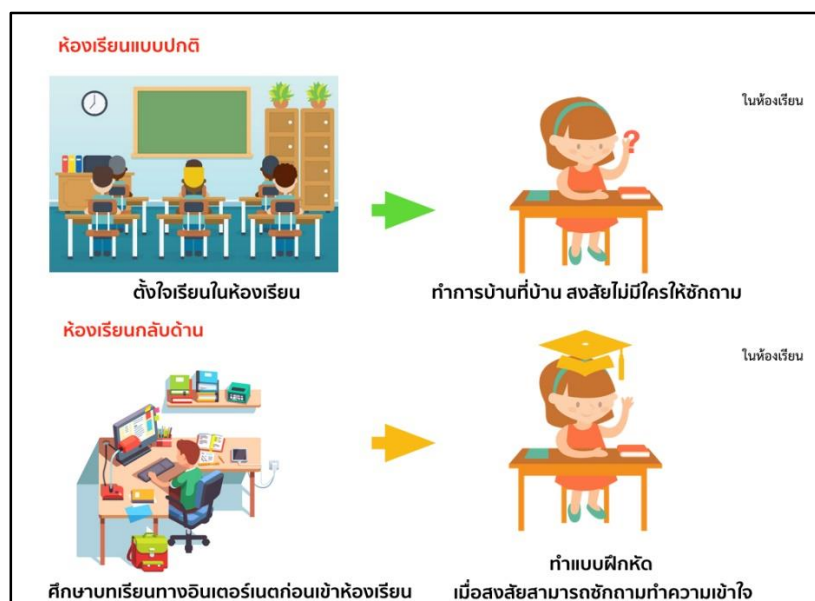 ห้องเรียนแบบปกติ
ในห้องเรียน
?
ตั้งใจเรียนในห้องเรียน
ทำการบ้านที่บ้าน สงสัยไม่มีใครให้ซักถาม
ห้องเรียนกลับด้าน
ในห้องเรียน
ศึกษาบทเรียนทางอินเตอร์เนตก่อนเข้าห้องเรียน
ทำแบบฝึกหัด
เมื่อสงสัยสามารถซักถามทำความเข้าใจ